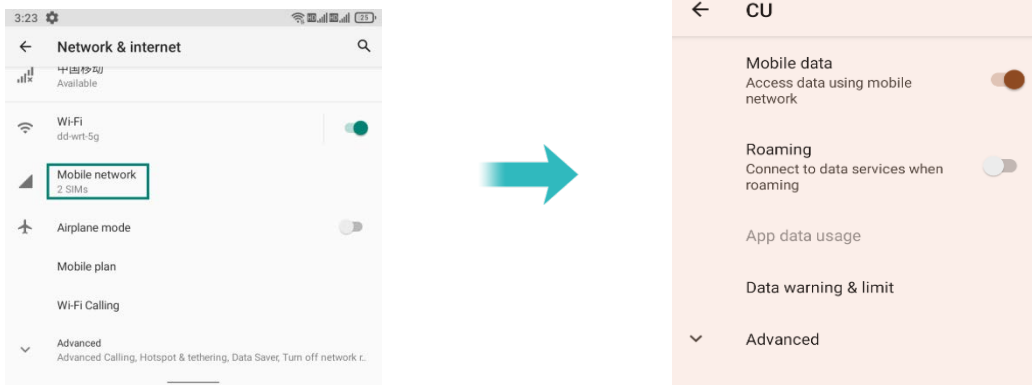 3:23
25
Network & internet
中国移动
Available
Wi-Fi
dd-wrt-5g
Mobile network
2 SIMs
Airplane mode
Mobile plan
Wi-Fi Calling
Advanced
Advanced Calling, Hotspot & tethering, Data Saver, Turn off network r..
CU
Mobile data
Access data using mobile
network
Roaming
Connect to data services when
roaming
App data usage
Data warning & limit
Advanced